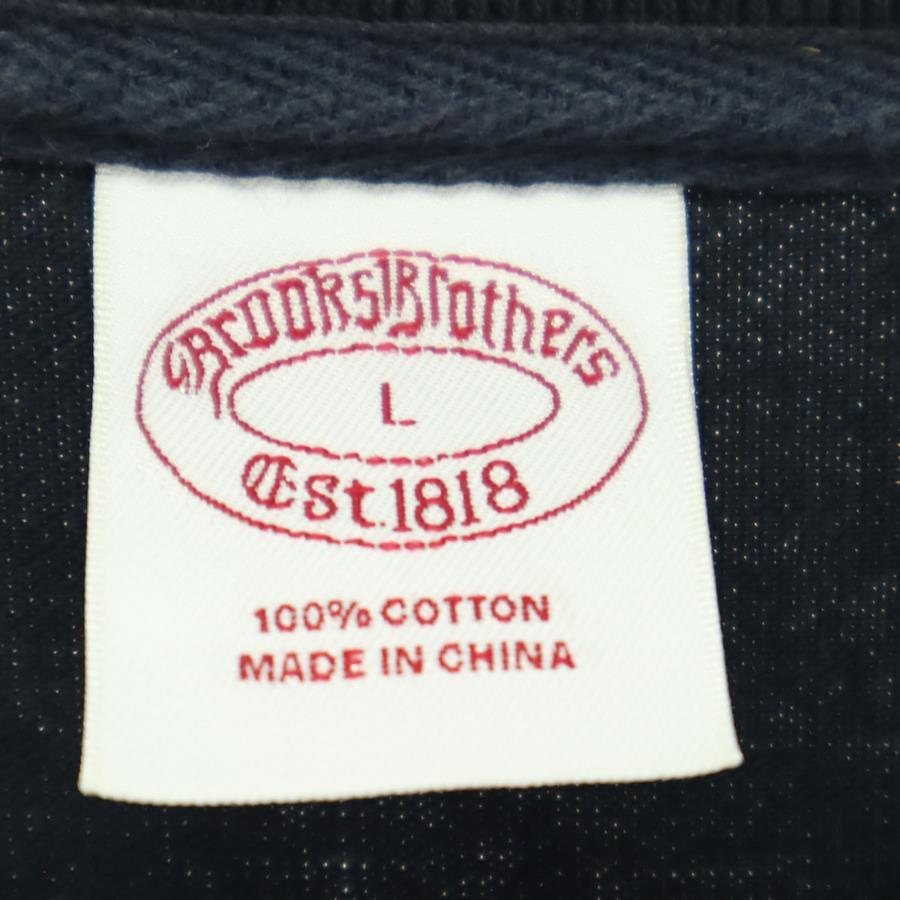 Brooks Brothers
L
Est. 1818
100% COTTON
MADE IN CHINA